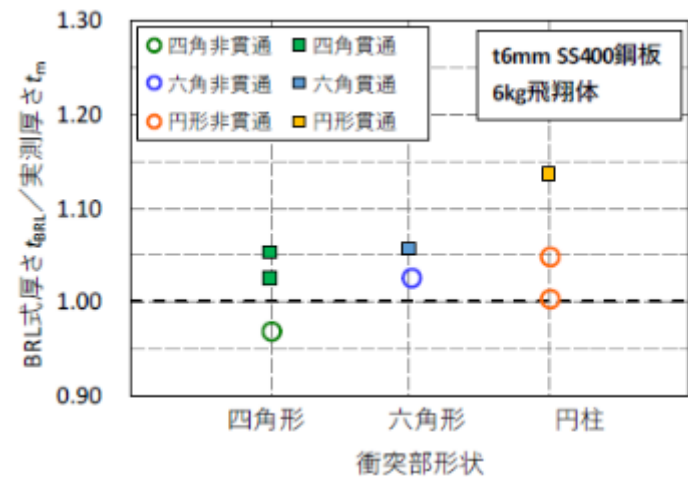 1.30
1.20
1.10
1.00
0.90
BRL式厚さtBRL／実測厚さtm
四角非貫通 四角貫通
六角非貫通 六角貫通
円形非貫通 円形貫通
t6mm SS400鋼板
6kg飛翔体
四角形 六角形 円柱
衝突部形状